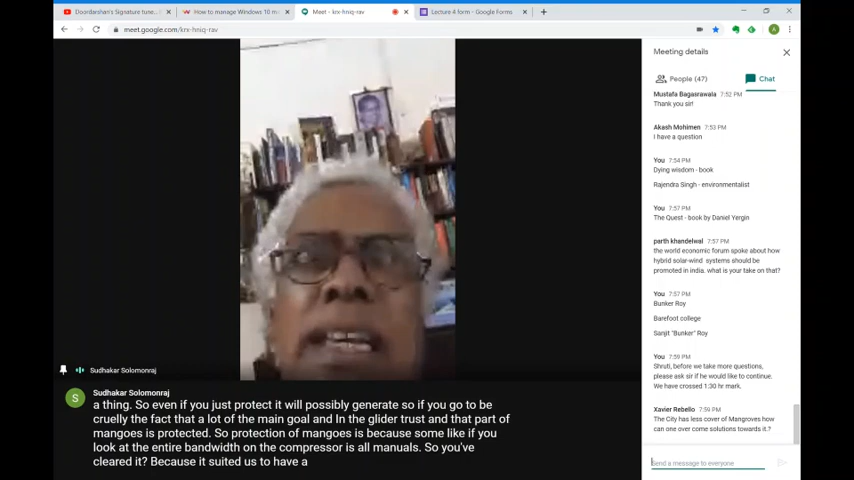 Doordarshan's Signature tune...
How to manage Windows 10 m
Meet - krx-hniq-rav
Lecture 4 form - Google Forms
meet.google.com/krx-hniq-rav
A
Meeting details
People (47)
Chat
Mustafa Bagasrawala 7:52 PM
Thank you sir!
Akash Mohimen 7:53 PM
I have a question
You 7:54 PM
Dying wisdom - book
Rajendra Singh - environmentalist
You 7:57 PM
The Quest - book by Daniel Yergin
parth khandelwal 7:57 PM
the world economic forum spoke about how
hybrid solar-wind systems should be
promoted in india. what is your take on that?
You 7:57 PM
Bunker Roy
Barefoot college
Sanjit "Bunker" Roy
You 7:59 PM
Shruti, before we take more questions,
please ask sir if he would like to continue.
We have crossed 1:30 hr mark.
Xavier Rebello 7:59 PM
The City has less cover of Mangroves how
can one over come solutions towards it.?
Send a message to everyone
Sudhakar Solomonraj
S
Sudhakar Solomonraj
a thing. So even if you just protect it will possibly generate so if you go to be
cruelly the fact that a lot of the main goal and In the glider trust and that part of
mangoes is protected. So protection of mangoes is because some like if you
look at the entire bandwidth on the compressor is all manuals. So you've
cleared it? Because it suited us to have a